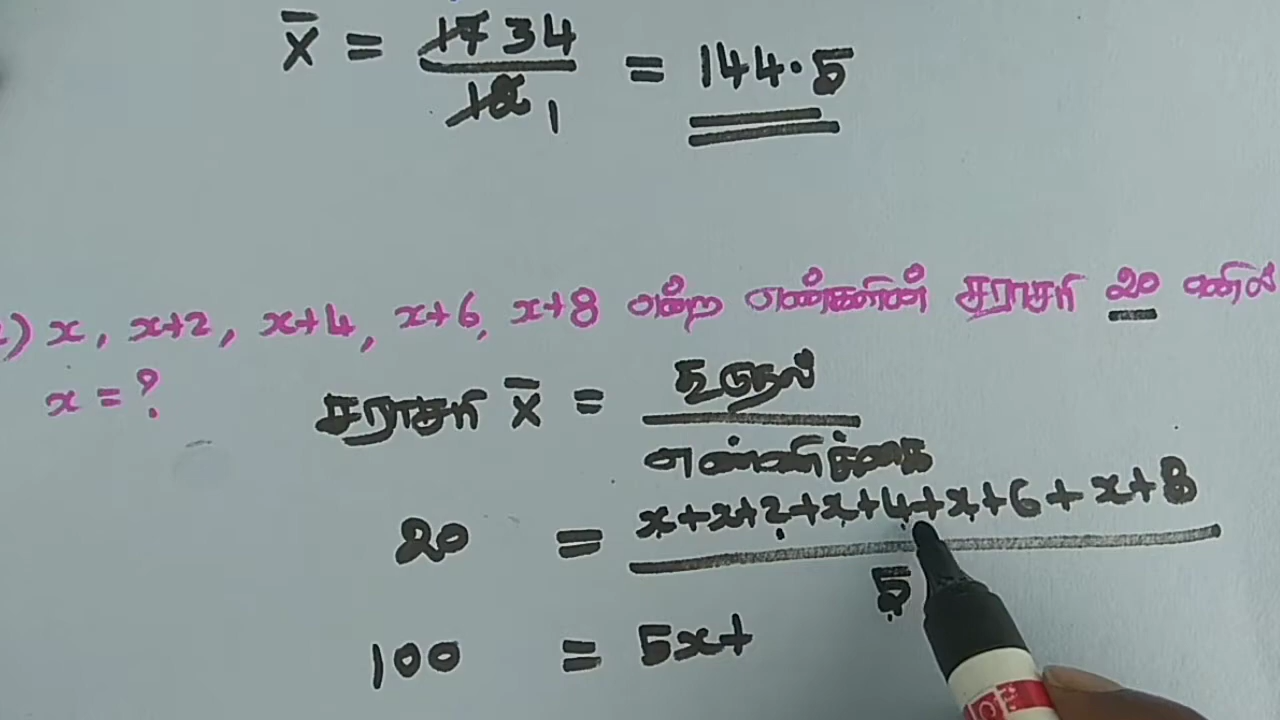 x̄ = 1734/12 1 = 144.5
2) x, x+2, x+4, x+6, x+8 என்ற எண்களின் சராசரி 20 எனில்
x = ?
சராசரி x̄ = கூடுதல் / எண்ணிக்கை
20 = x+x+2+x+4+x+6+x+8 / 5
100 = 5x+